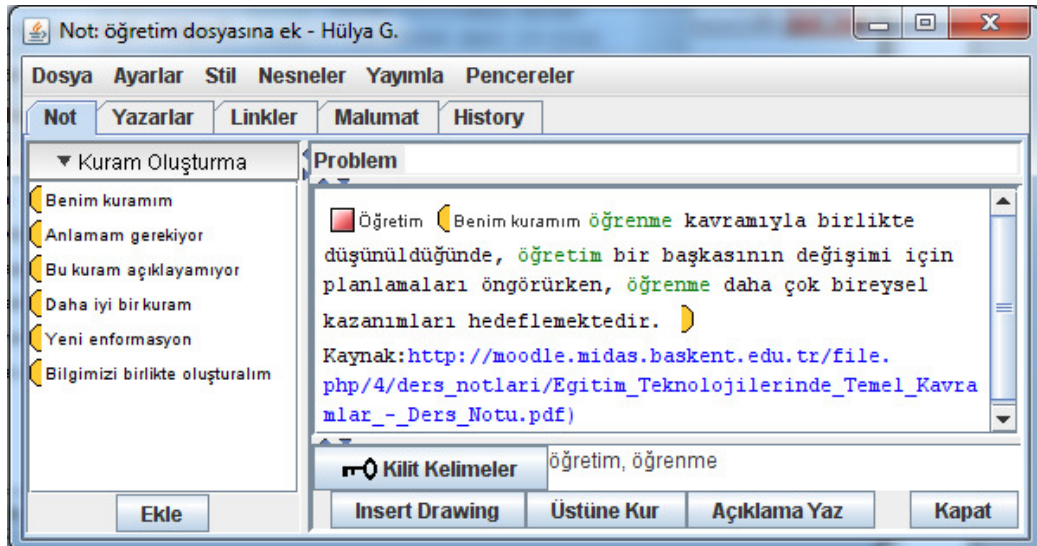 Not: öğretim dosyasına ek - Hülya G.
Dosya Ayarlar Stil Nesneler Yayımla Pencereler
Not Yazarlar Linkler Malumat History
Kuram Oluşturma
Benim kuramım
Anlamam gerekiyor
Bu kuram açıklayamıyor
Daha iyi bir kuram
Yeni enformasyon
Bilgimizi birlikte oluşturalım
Ekle
Problem
Öğretim Benim kuramım öğrenme kavramıyla birlikte
düşünüldüğünde, öğretim bir başkasının değişimi için
planlamaları öngörürken, öğrenme daha çok bireysel
kazanımları hedeflemektedir.
Kaynak:http://moodle.midas.baskent.edu.tr/file.
php/4/ders_notlari/Egitim_Teknolojilerinde_Temel_Kavra
mlar_-_Ders_Notu.pdf)
Kilit Kelimeler öğretim, öğrenme
Insert Drawing Üstüne Kur Açıklama Yaz Kapat